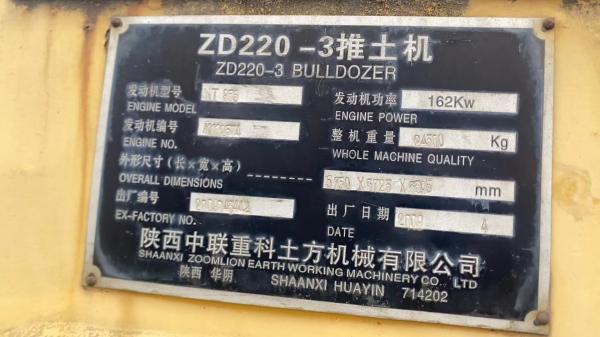 ZD220-3推土机
ZD220-3 BULLDOZER
发动机型号
ENGINE MODEL
发动机功率 162Kw
ENGINE POWER
发动机编号
ENGINE NO.
整机重量 Kg
WHOLE MACHINE QUALITY
外形尺寸(长×宽×高)
OVERALL DIMENSIONS mm
出厂编号
EX-FACTORY NO.
出厂日期 4
DATE
陕西中联重科土方机械有限公司
SHAANXI ZOOMLION EARTH WORKING MACHINERY CO LTD
陕西 华阴 SHAANXI HUAYIN 714202